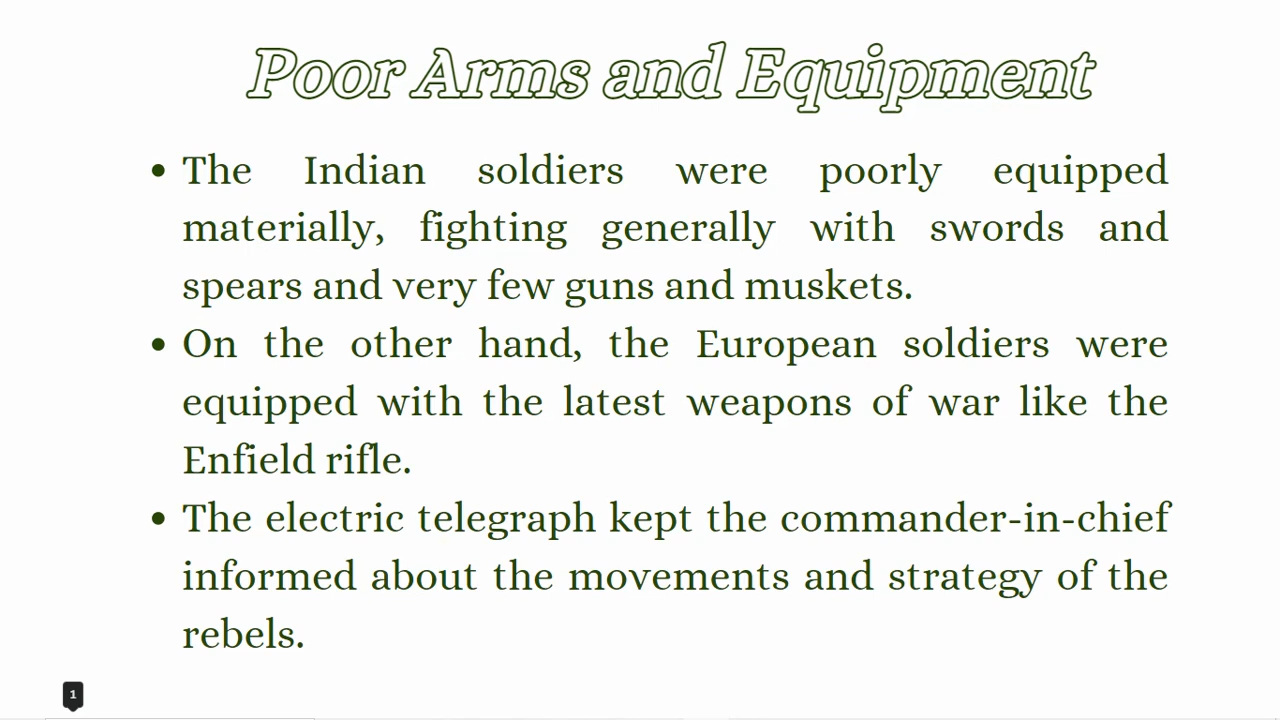 Poor Arms and Equipment
• The Indian soldiers were poorly equipped
materially, fighting generally with swords and
spears and very few guns and muskets.
• On the other hand, the European soldiers were
equipped with the latest weapons of war like the
Enfield rifle.
• The electric telegraph kept the commander-in-chief
informed about the movements and strategy of the
rebels.
1